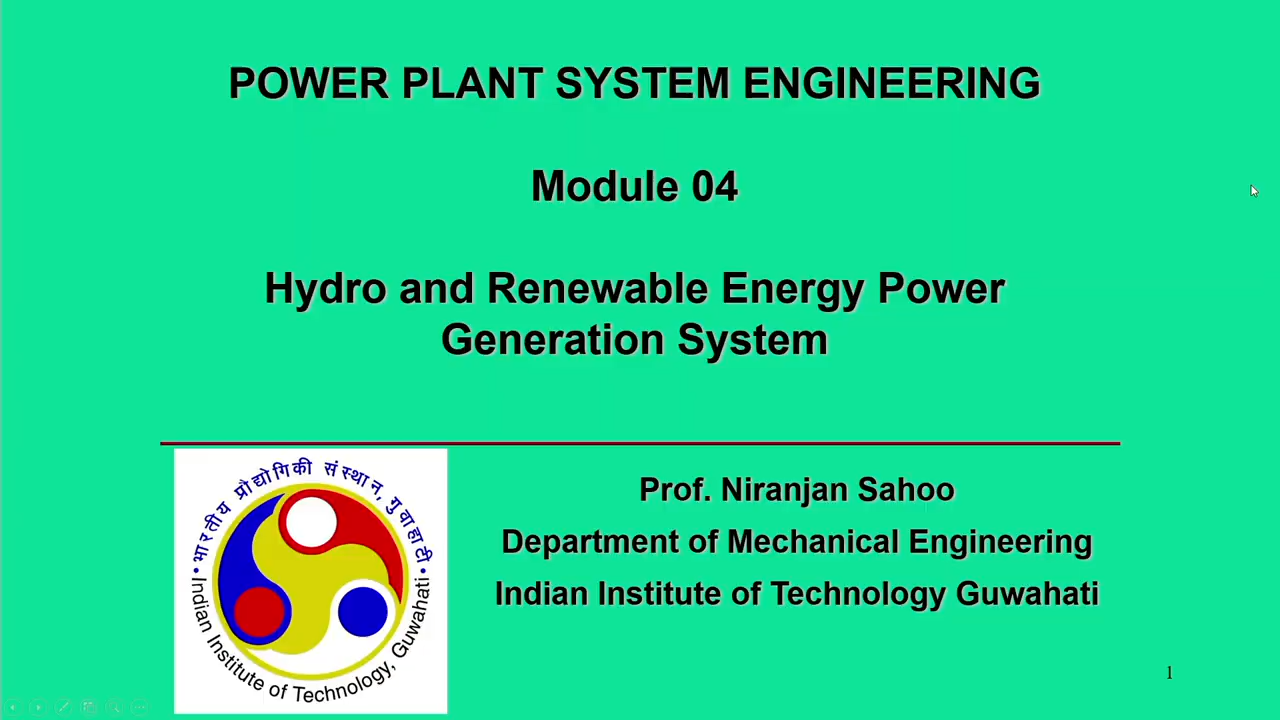 POWER PLANT SYSTEM ENGINEERING
Module 04
Hydro and Renewable Energy Power
Generation System
भारतीय प्रौद्योगिकी संस्थान, गुवाहाटी
Indian Institute of Technology, Guwahati
Prof. Niranjan Sahoo
Department of Mechanical Engineering
Indian Institute of Technology Guwahati
1